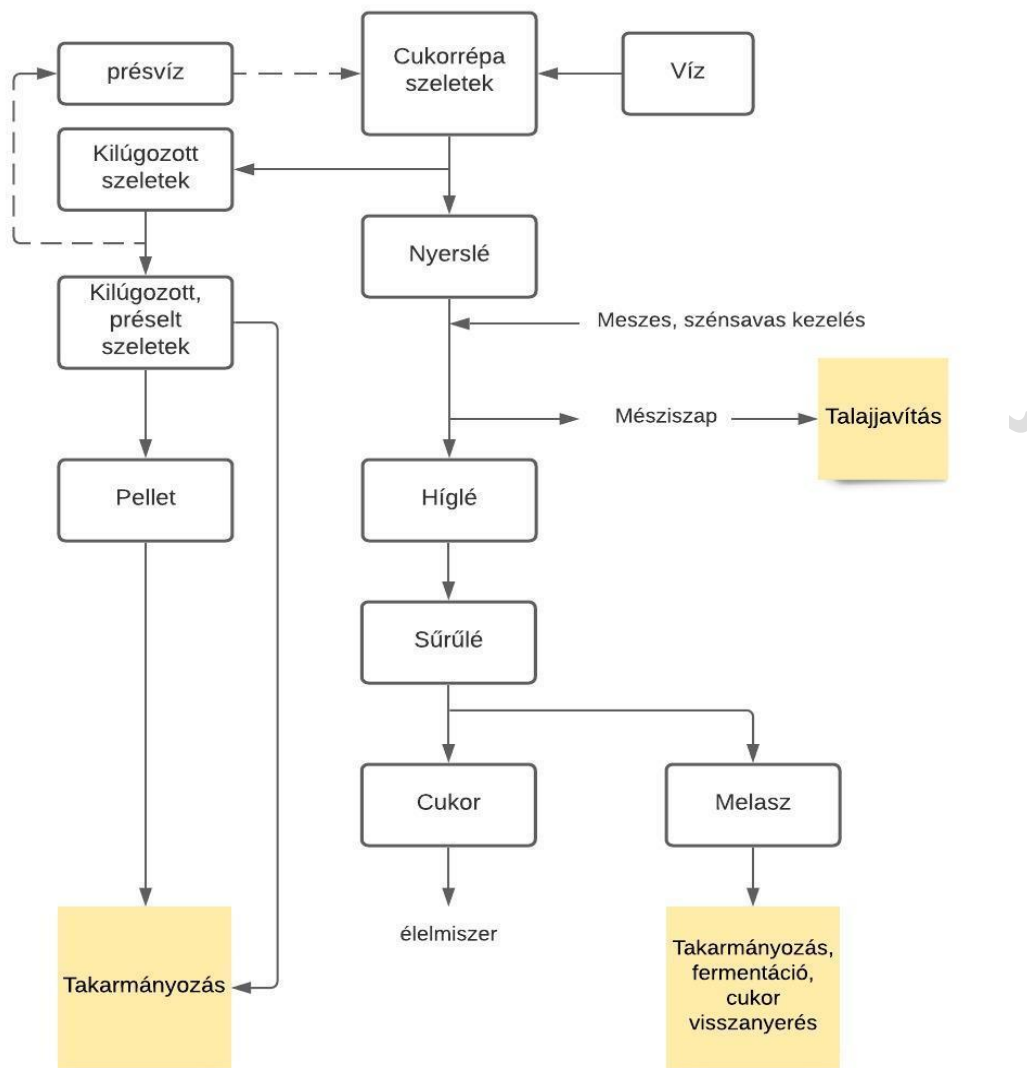 présvíz
Cukorrépa
szeletek
Víz
Kilúgozott
szeletek
Nyerslé
Kilúgozott,
préselt
szeletek
Meszes, szénsavas kezelés
Mésziszap
Talajjavítás
Pellet
Híglé
Sűrűlé
Cukor
Melasz
élelmiszer
Takarmányozás
Takarmányozás,
fermentáció,
cukor
visszanyerés